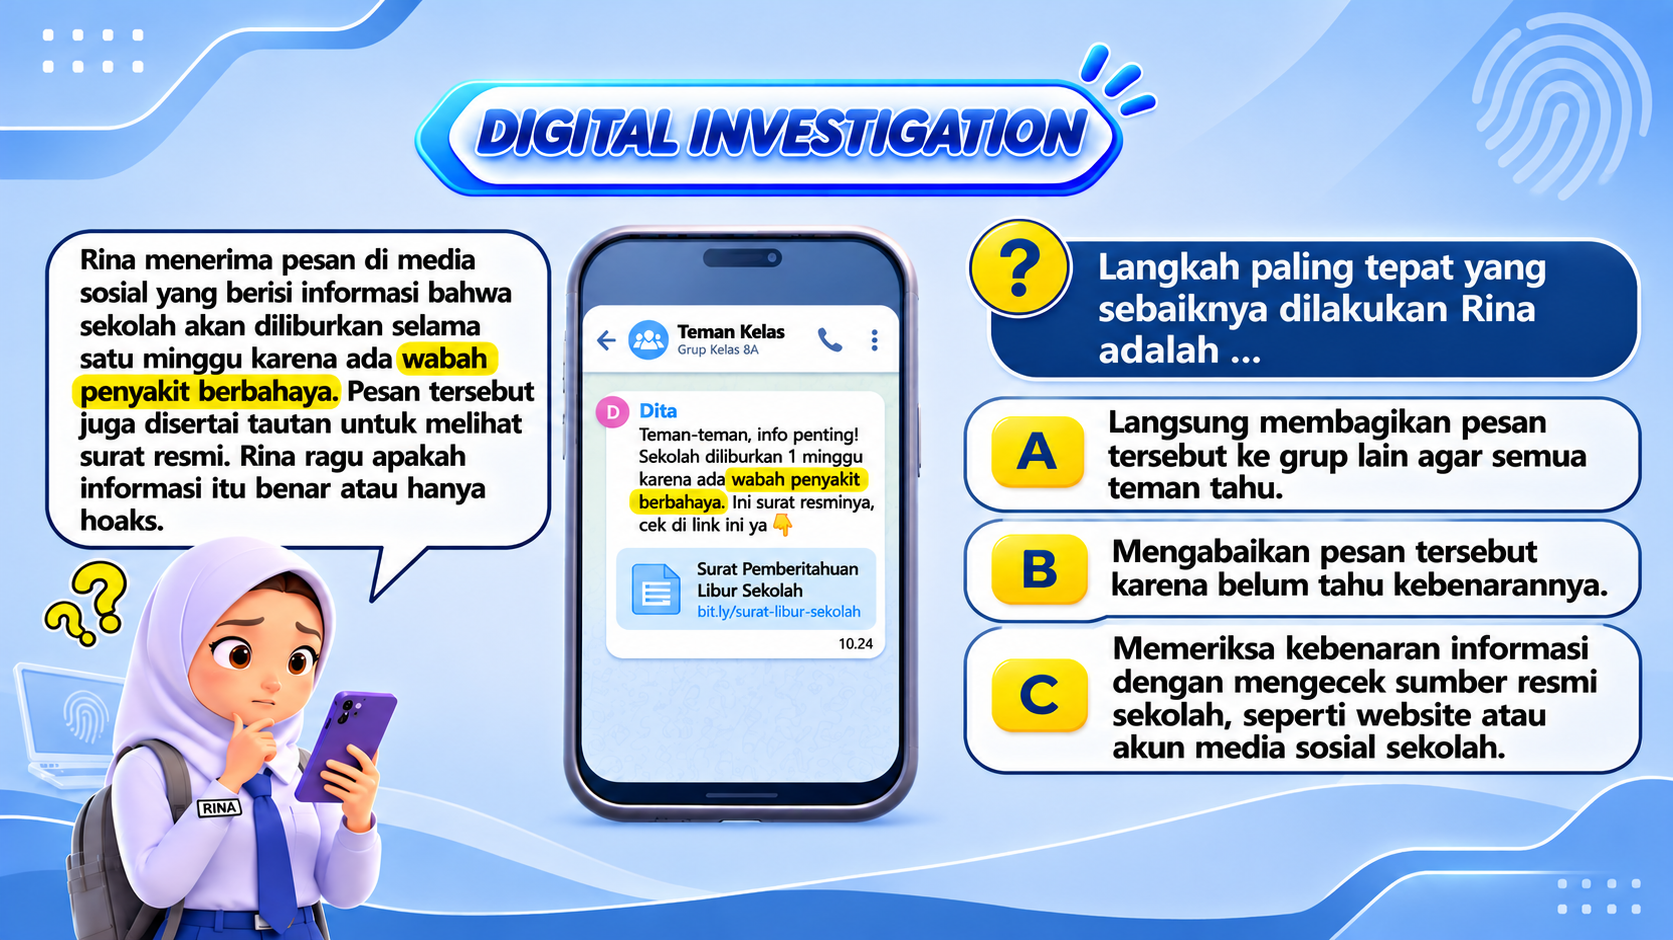 DIGITAL INVESTIGATION
Rina menerima pesan di media
sosial yang berisi informasi bahwa
sekolah akan diliburkan selama
satu minggu karena ada wabah
penyakit berbahaya. Pesan tersebut
juga disertai tautan untuk melihat
surat resmi. Rina ragu apakah
informasi itu benar atau hanya
hoaks.
RINA
Teman Kelas
Grup Kelas 8A
D
Dita
Teman-teman, info penting!
Sekolah diliburkan 1 minggu
karena ada wabah penyakit
berbahaya. Ini surat resminya,
cek di link ini ya 👇
Surat Pemberitahuan
Libur Sekolah
bit.ly/surat-libur-sekolah
10.24
?
Langkah paling tepat yang
sebaiknya dilakukan Rina
adalah ...
A
Langsung membagikan pesan
tersebut ke grup lain agar semua
teman tahu.
B
Mengabaikan pesan tersebut
karena belum tahu kebenarannya.
C
Memeriksa kebenaran informasi
dengan mengecek sumber resmi
sekolah, seperti website atau
akun media sosial sekolah.